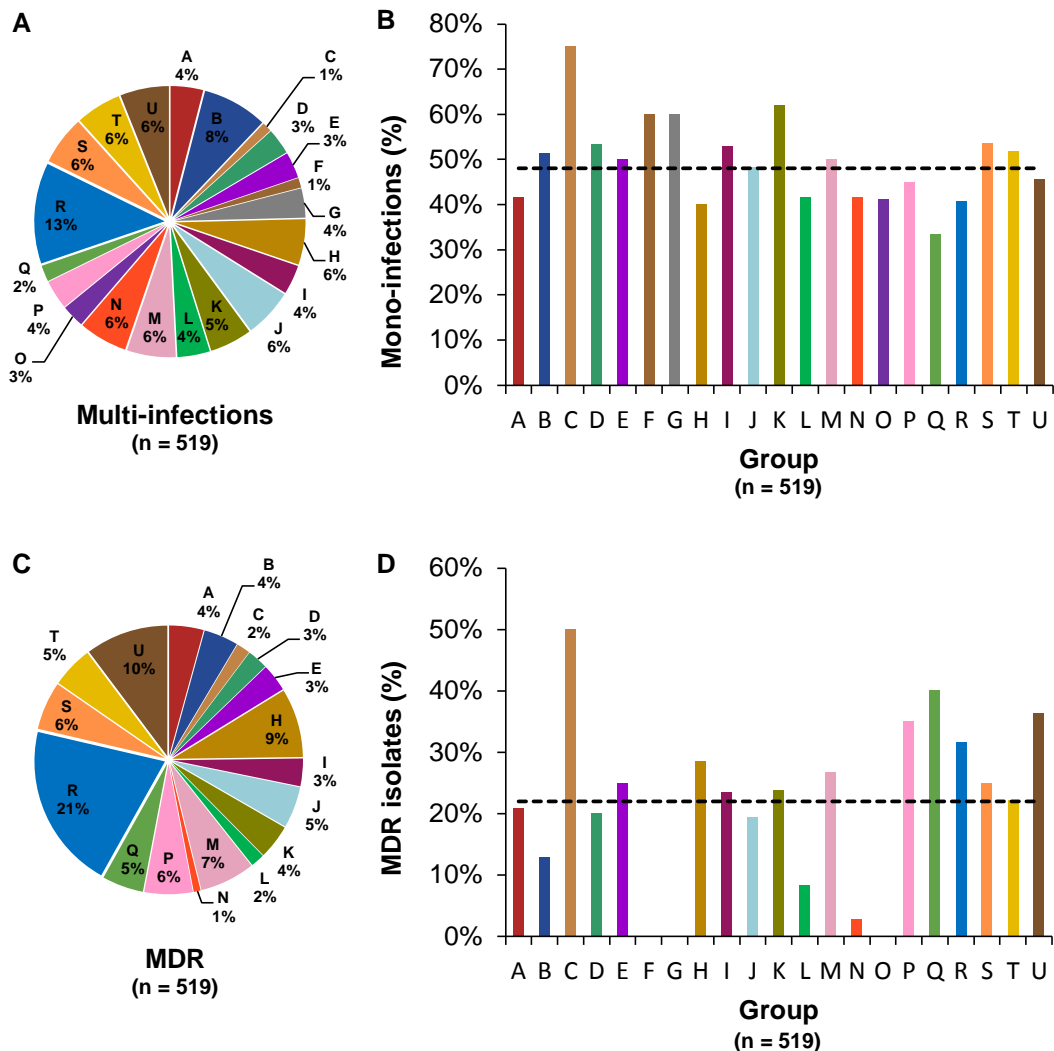 A
A
4%
B
8%
C
1%
D
3%
E
3%
F
1%
G
4%
H
6%
I
4%
J
6%
K
5%
L
4%
M
6%
N
6%
O
3%
P
4%
Q
2%
R
13%
S
6%
T
6%
U
6%
Multi-infections
(n = 519)
B
Mono-infections (%)
80%
70%
60%
50%
40%
30%
20%
10%
0%
A B C D E F G H I J K L M N O P Q R S T U
Group
(n = 519)
C
A
4%
B
4%
C
2%
D
3%
E
3%
H
9%
I
3%
J
5%
K
4%
L
2%
M
7%
N
1%
P
6%
Q
5%
R
21%
S
6%
T
5%
U
10%
MDR
(n = 519)
D
MDR isolates (%)
60%
50%
40%
30%
20%
10%
0%
A B C D E F G H I J K L M N O P Q R S T U
Group
(n = 519)